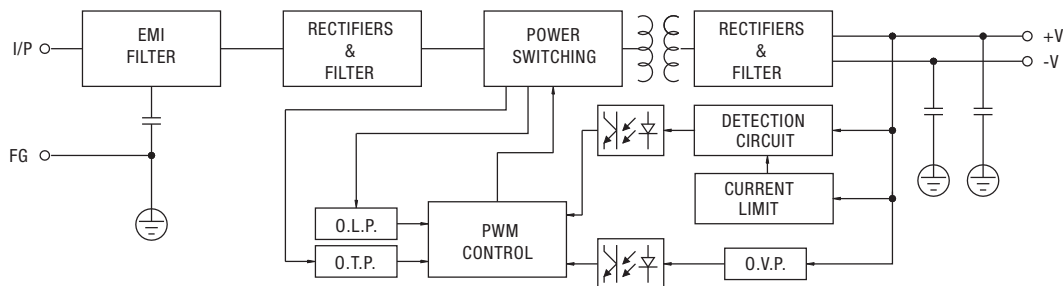 I/P
EMI
FILTER
RECTIFIERS
&
FILTER
POWER
SWITCHING
RECTIFIERS
&
FILTER
+V
-V
FG
DETECTION
CIRCUIT
CURRENT
LIMIT
O.L.P.
O.T.P.
PWM
CONTROL
O.V.P.